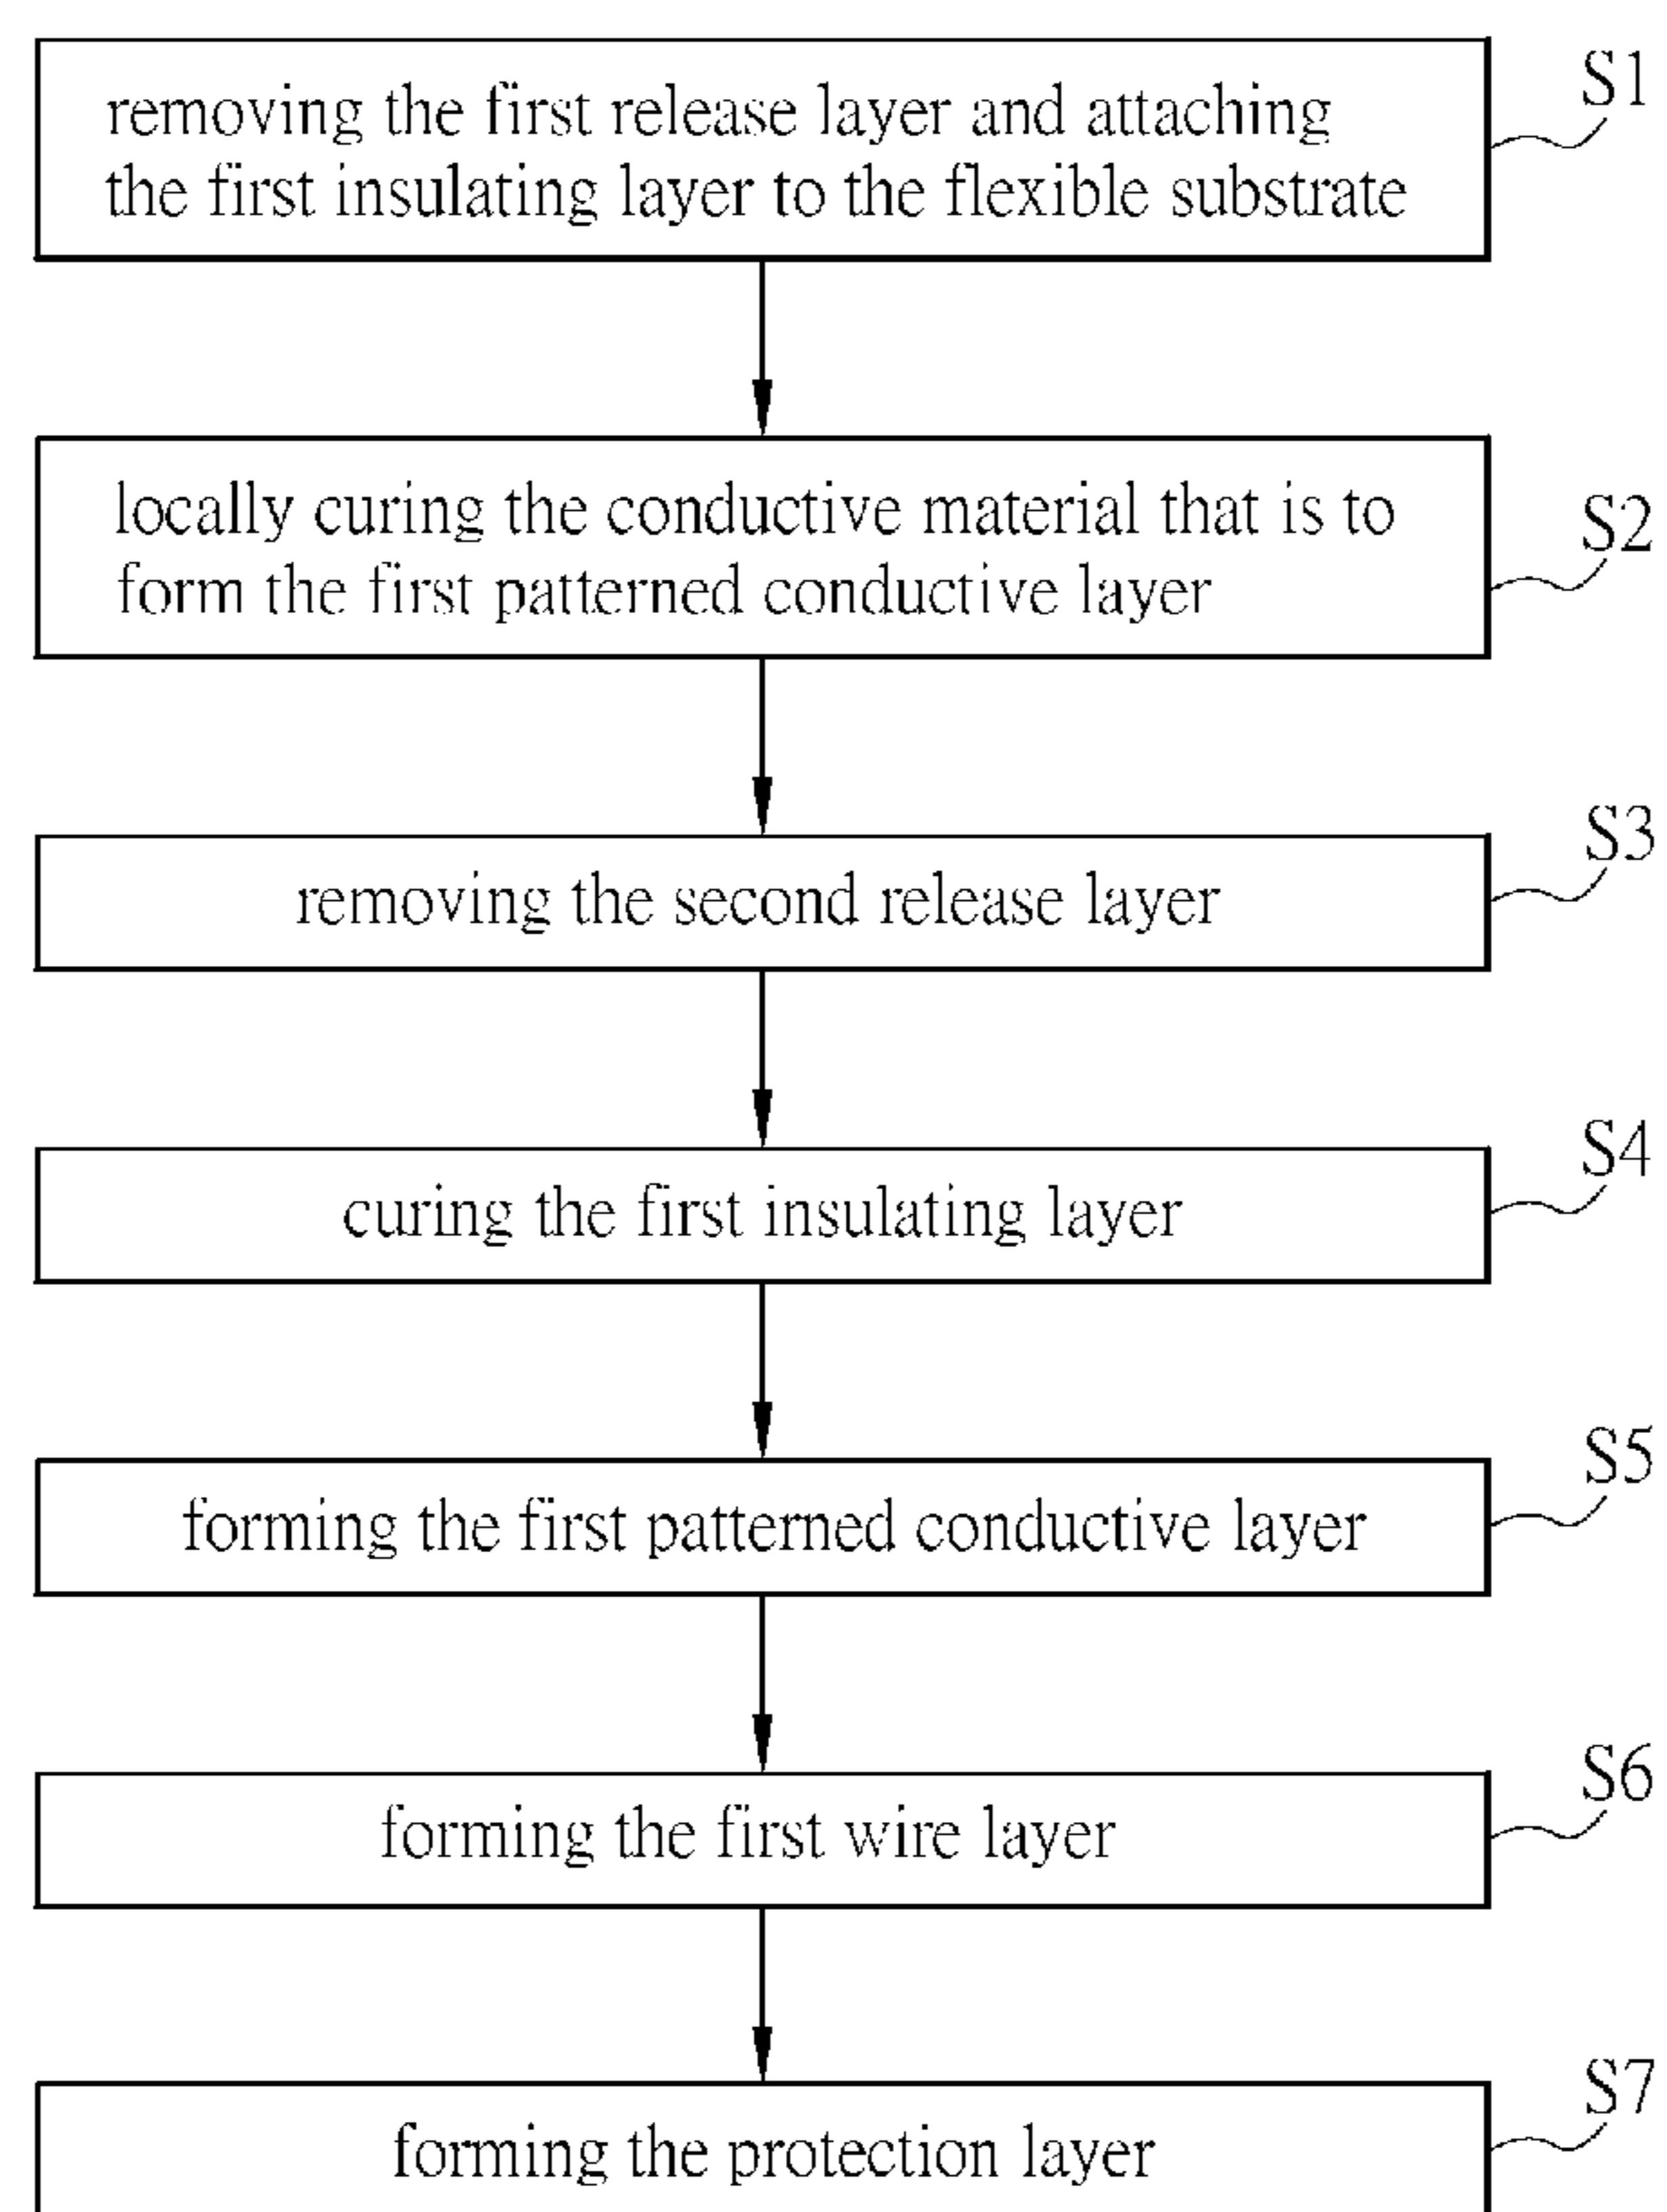 removing the first release layer and attaching
the first insulating layer to the flexible substrate
S1
locally curing the conductive material that is to
form the first patterned conductive layer
S2
removing the second release layer
S3
curing the first insulating layer
S4
forming the first patterned conductive layer
S5
forming the first wire layer
S6
forming the protection layer
S7